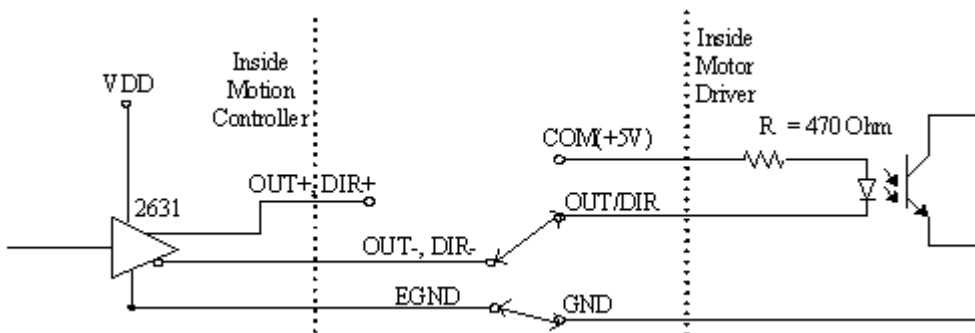 Inside
Motion
Controller
Inside
Motor
Driver
VDD
R = 470 Ohm
COM(+5V)
OUT+, DIR+
2631
OUT/DIR
OUT-, DIR-
EGND
GND